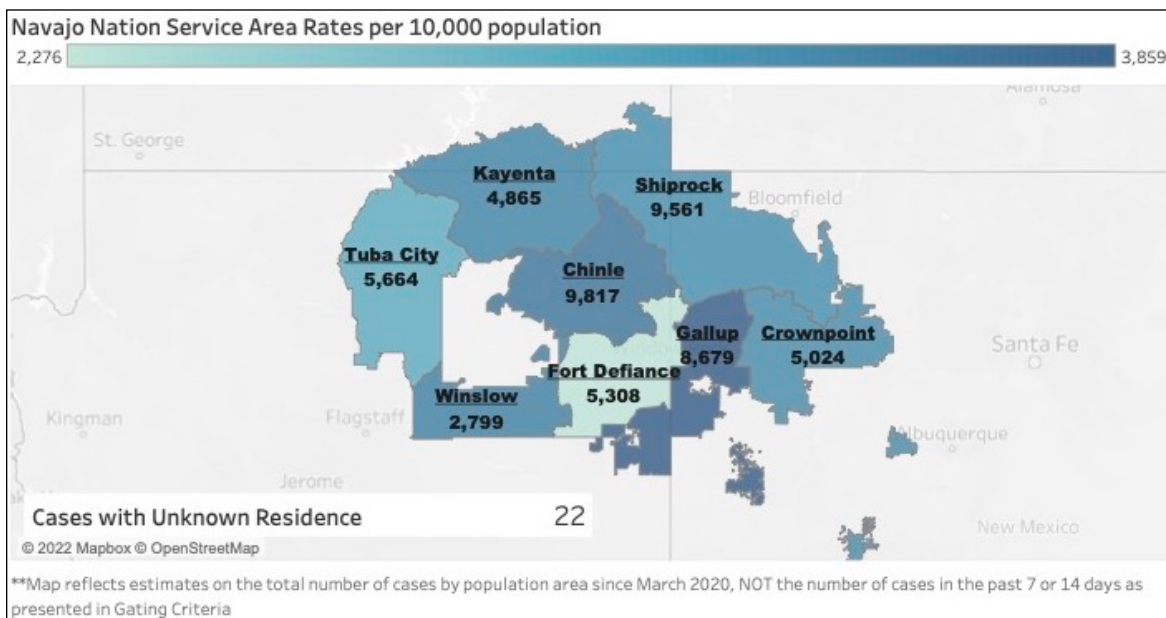 Navajo Nation Service Area Rates per 10,000 population
2,276
3,859
Alamosa
St. George
Kayenta
4,865
Shiprock
9,561
Bloomfield
Tuba City
5,664
Chinle
9,817
Gallup
8,679
Crownpoint
5,024
Santa Fe
Fort Defiance
5,308
Winslow
2,799
Kingman
Flagstaff
Albuquerque
Jerome
New Mexico
Cases with Unknown Residence 22
© 2022 Mapbox © OpenStreetMap
**Map reflects estimates on the total number of cases by population area since March 2020, NOT the number of cases in the past 7 or 14 days as
presented in Gating Criteria